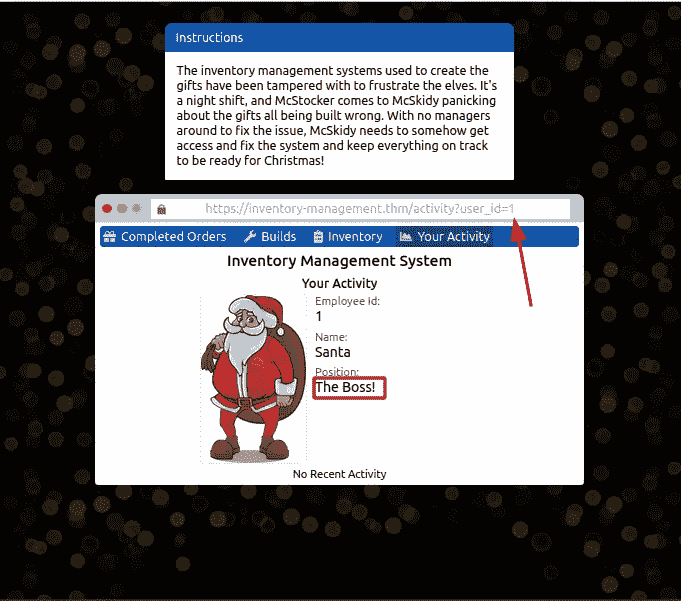 Instructions
The inventory management systems used to create the
gifts have been tampered with to frustrate the elves. It's
a night shift, and McStocker comes to McSkidy panicking
about the gifts all being built wrong. With no managers
around to fix the issue, McSkidy needs to somehow get
access and fix the system and keep everything on track
to be ready for Christmas!
https://inventory-management.thm/activity?user_id=1
Completed Orders Builds Inventory Your Activity
Inventory Management System
Your Activity
Employee Id:
1
Name:
Santa
Position:
The Boss!
No Recent Activity